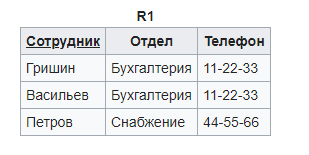 R1
Сотрудник Отдел Телефон
Гришин Бухгалтерия 11-22-33
Васильев Бухгалтерия 11-22-33
Петров Снабжение 44-55-66